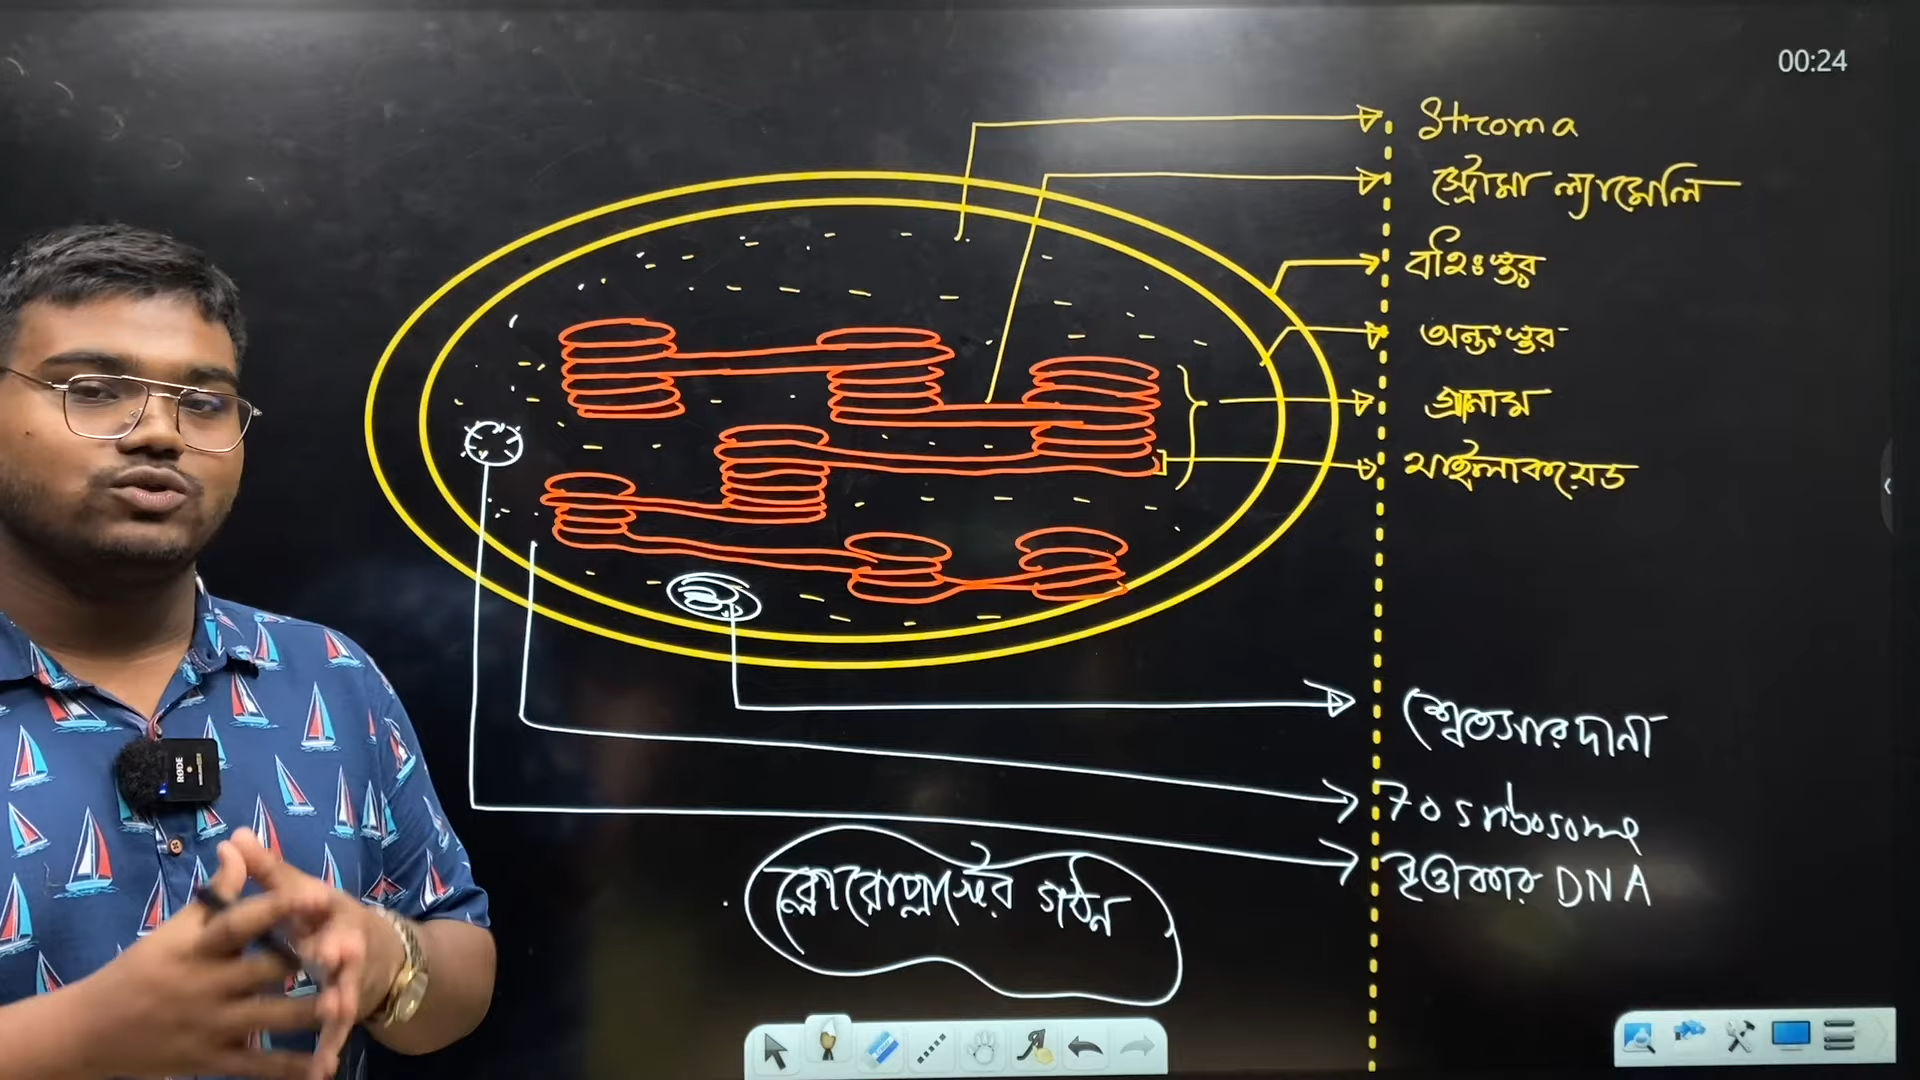 00:24
Stroma
স্ট্রোমা ল্যামেলি
বহিঃস্তর
অন্তঃস্তর
গ্রানাম
থাইলাকয়েড
শ্বেতসার দানা
70s ribosome
বৃত্তাকার DNA
ক্লোরোপ্লাস্টের গঠন
RODE